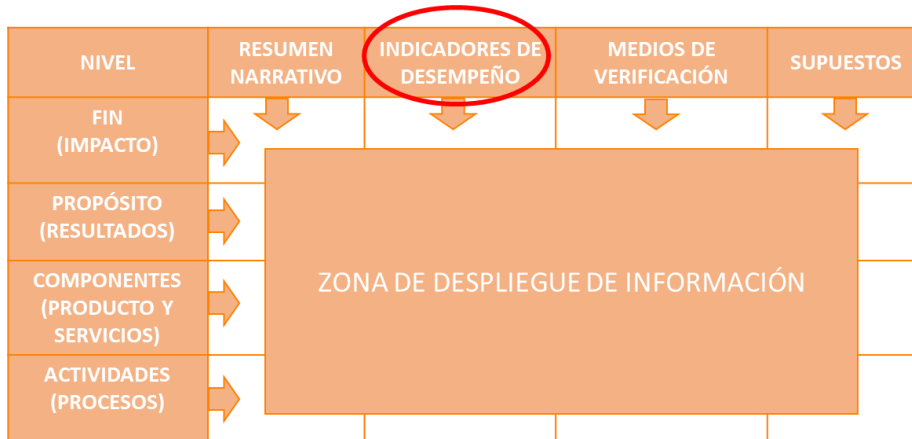 NIVEL
RESUMEN
NARRATIVO
INDICADORES DE
DESEMPEÑO
MEDIOS DE
VERIFICACIÓN
SUPUESTOS
FIN
(IMPACTO)
PROPÓSITO
(RESULTADOS)
COMPONENTES
(PRODUCTO Y
SERVICIOS)
ACTIVIDADES
(PROCESOS)
ZONA DE DESPLIEGUE DE INFORMACIÓN